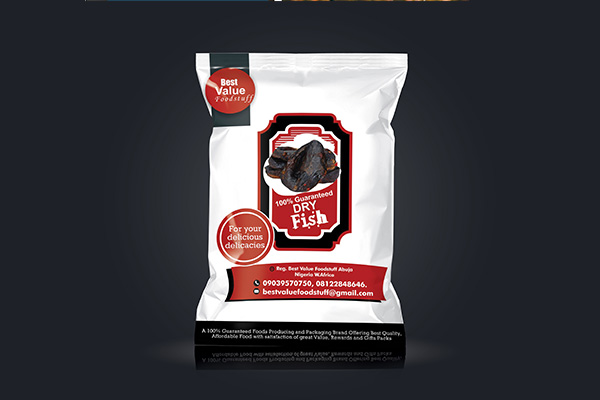 Best
Value
Foodstuff
100% Guaranteed
DRY
Fish
For your
delicious
delicacies
Reg. Best Value Foodstuff Abuja
Nigeria W.Africa
09039570750, 08122848646.
bestvaluefoodstuff@gmail.com
A 100% Guaranteed Foods Producing and Packaging Brand Offering Best Quality,
Affordable Food with satisfaction of great Value, Rewards and Gifts Packs